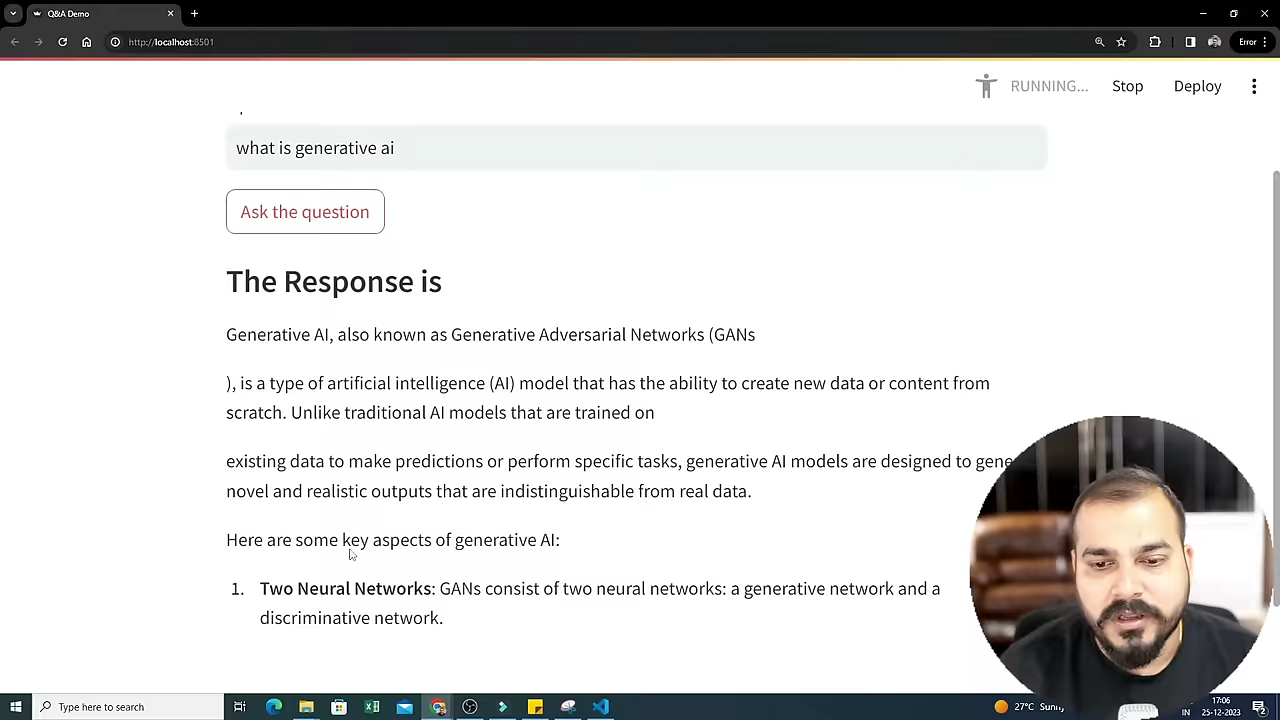 Q&A Demo
http://localhost:8501
Error
RUNNING...
Stop
Deploy
what is generative ai
Ask the question
The Response is
Generative AI, also known as Generative Adversarial Networks (GANs
), is a type of artificial intelligence (AI) model that has the ability to create new data or content from
scratch. Unlike traditional AI models that are trained on
existing data to make predictions or perform specific tasks, generative AI models are designed to gene
novel and realistic outputs that are indistinguishable from real data.
Here are some key aspects of generative AI:
1. Two Neural Networks: GANs consist of two neural networks: a generative network and a
discriminative network.
Type here to search
27°C Sunny
IN
17:06
25-12-2023
2